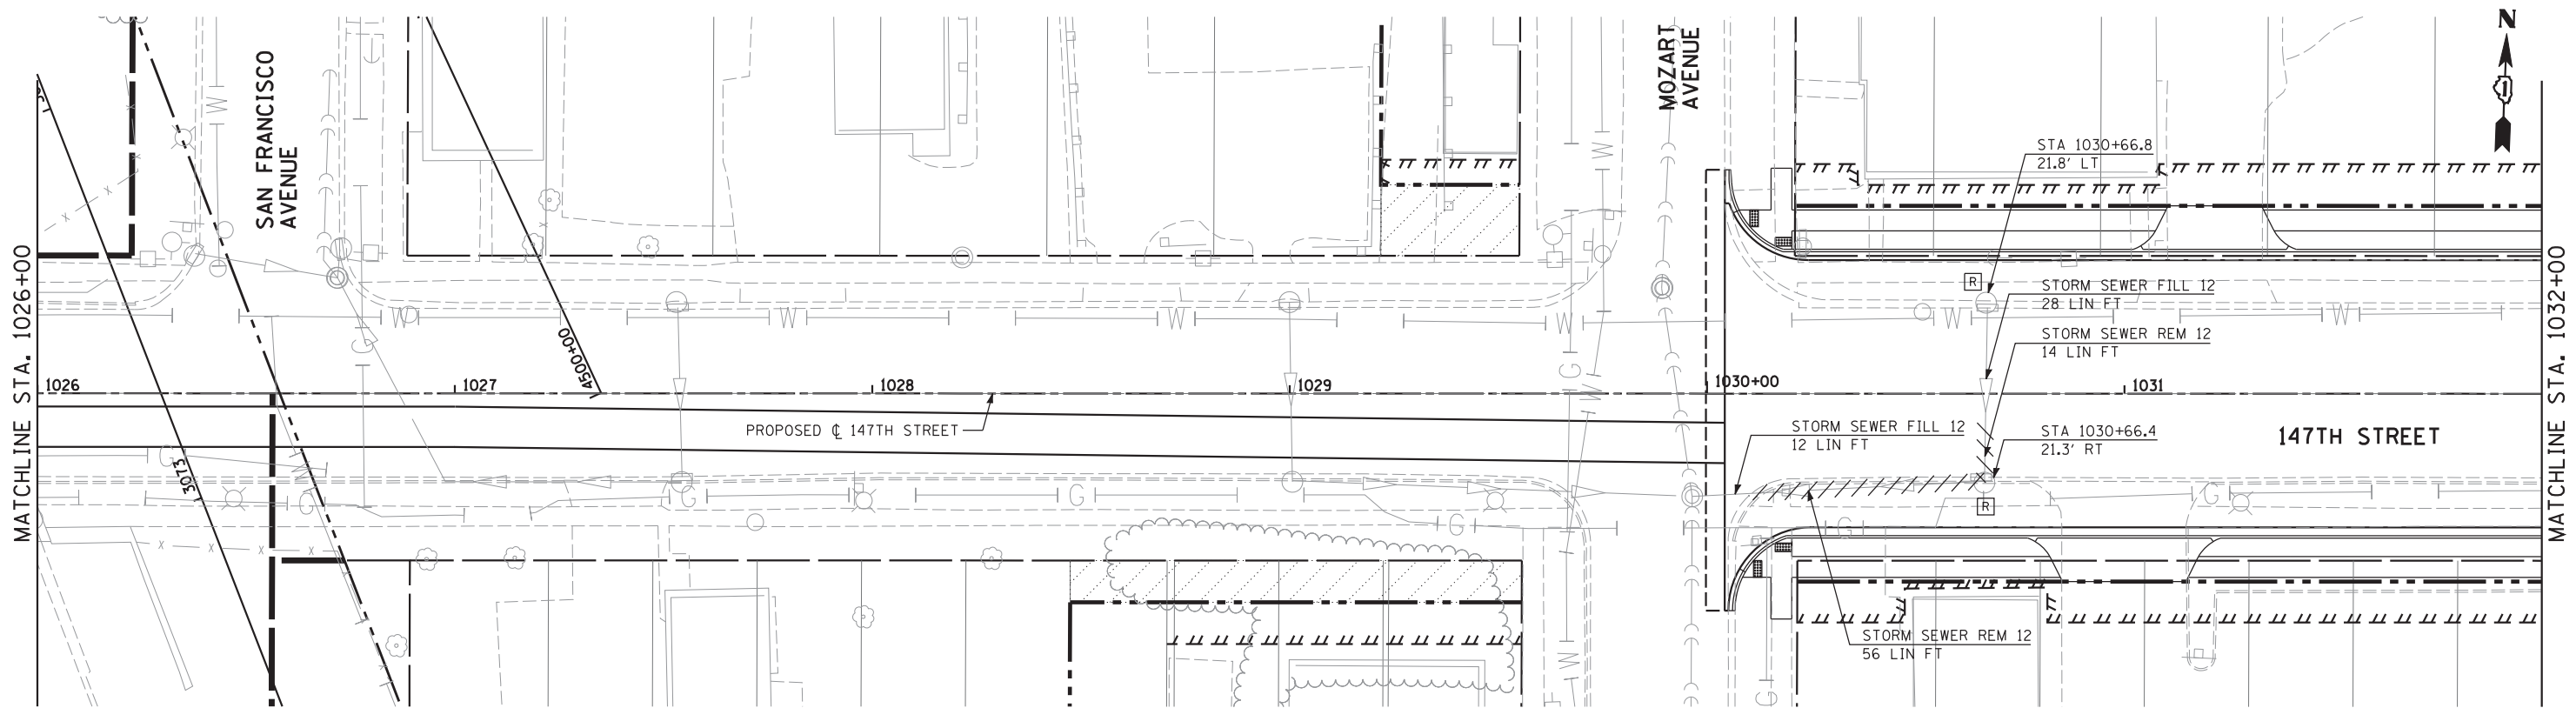 MATCHLINE STA. 1026+00
SAN FRANCISCO
AVENUE
MOZART
AVENUE
N
STA 1030+66.8
21.8' LT
R
STORM SEWER FILL 12
28 LIN FT
STORM SEWER REM 12
14 LIN FT
W
W
W
W
W
W
W
W
W
4500+00
1026
1027
1028
1029
1030+00
1031
PROPOSED ℄ 147TH STREET
STORM SEWER FILL 12
12 LIN FT
STA 1030+66.4
21.3' RT
147TH STREET
3073
G
G
G
G
G
G
G
G
G
R
STORM SEWER REM 12
56 LIN FT
W
G
MATCHLINE STA. 1032+00